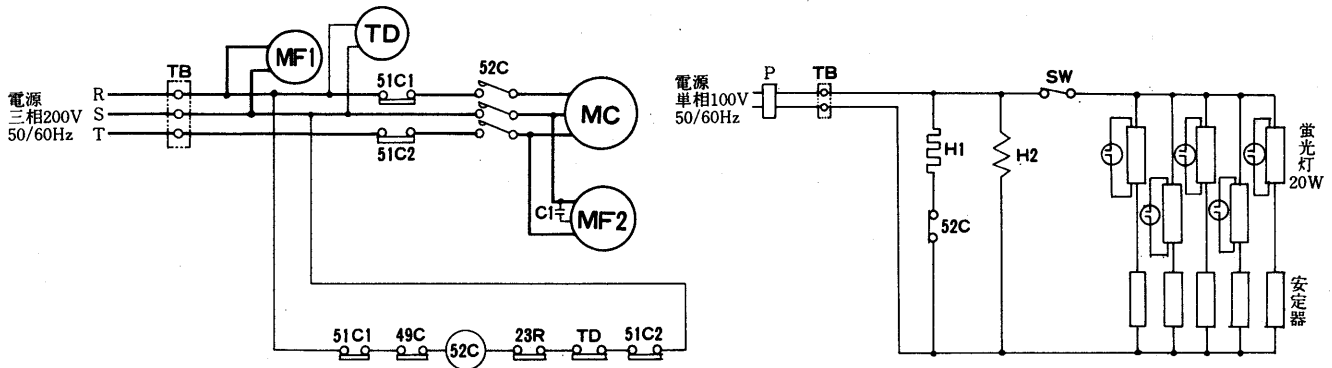 TD
MF1
TB
51C1
52C
電源
三相200V
50/60Hz
R
S
T
MC
51C2
C1
MF2
51C1
49C
52C
23R
TD
51C2
電源
単相100V
50/60Hz
P
TB
SW
H1
H2
52C
蛍光灯
20W
安定器